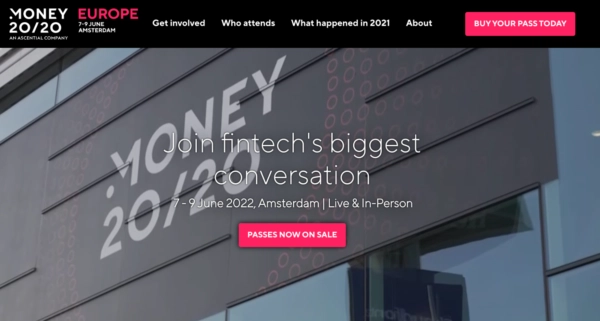 MONEY
20/20
AN ASCENTIAL COMPANY
EUROPE
7-9 JUNE
AMSTERDAM
Get involved
Who attends
What happened in 2021
About us
BUY YOUR PASS TODAY
MONEY
20/20
Join fintech's biggest
conversation
7 - 9 June 2022, Amsterdam | Live & In-Person
PASSES NOW ON SALE